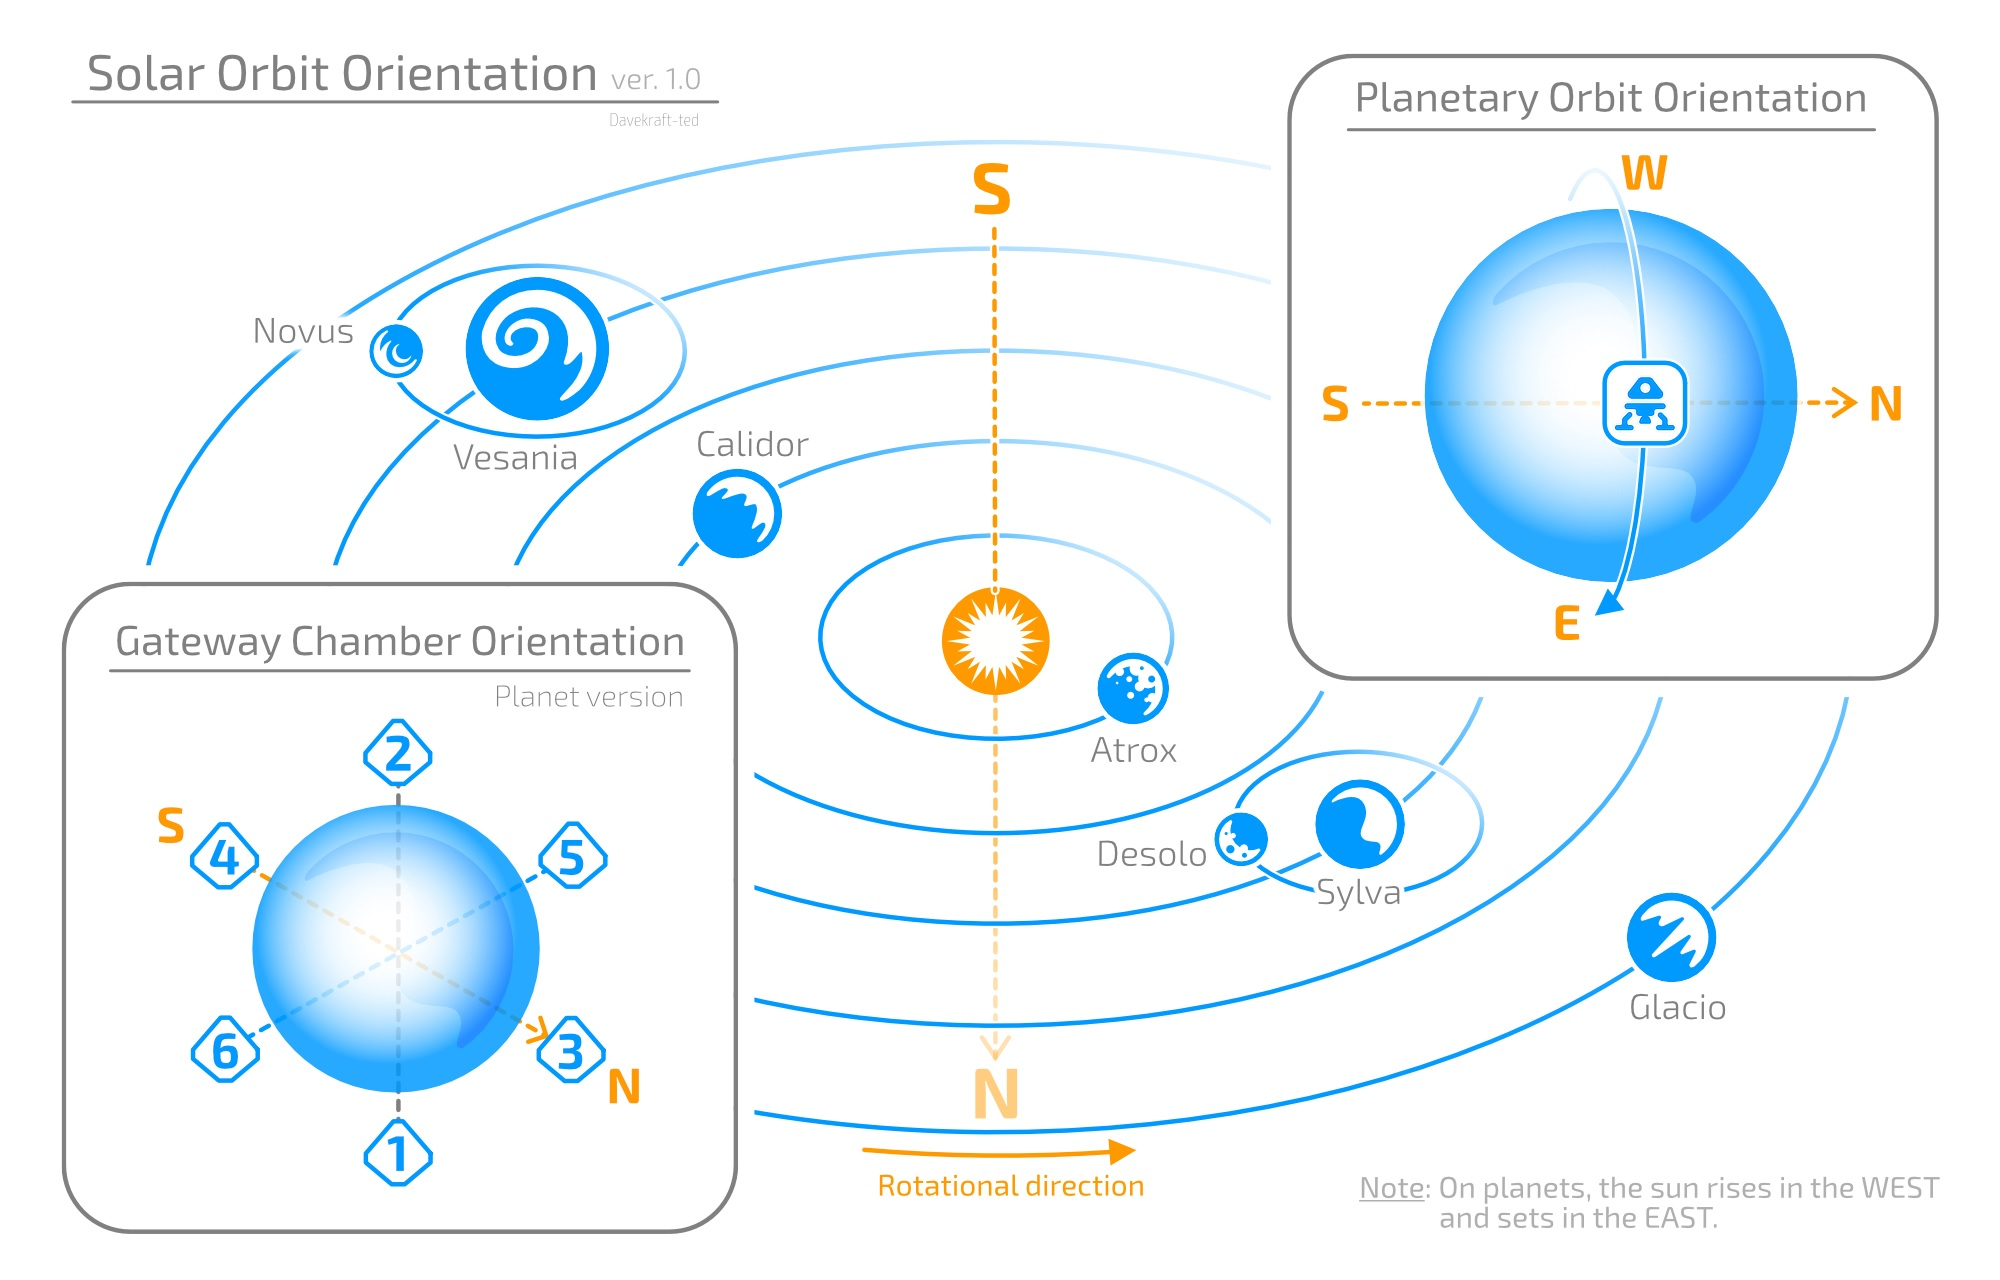 Solar Orbit Orientation ver. 1.0
Davekraft-ted
Planetary Orbit Orientation
W
S
N
E
S
Novus
Vesania
Calidor
Atrox
Desolo
Sylva
Glacio
N
Rotational direction
Gateway Chamber Orientation
Planet version
2
S
4
5
6
3
N
1
Note: On planets, the sun rises in the WEST
and sets in the EAST.